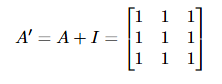 A′ = A + I = [1 1 1
1 1 1
1 1 1]